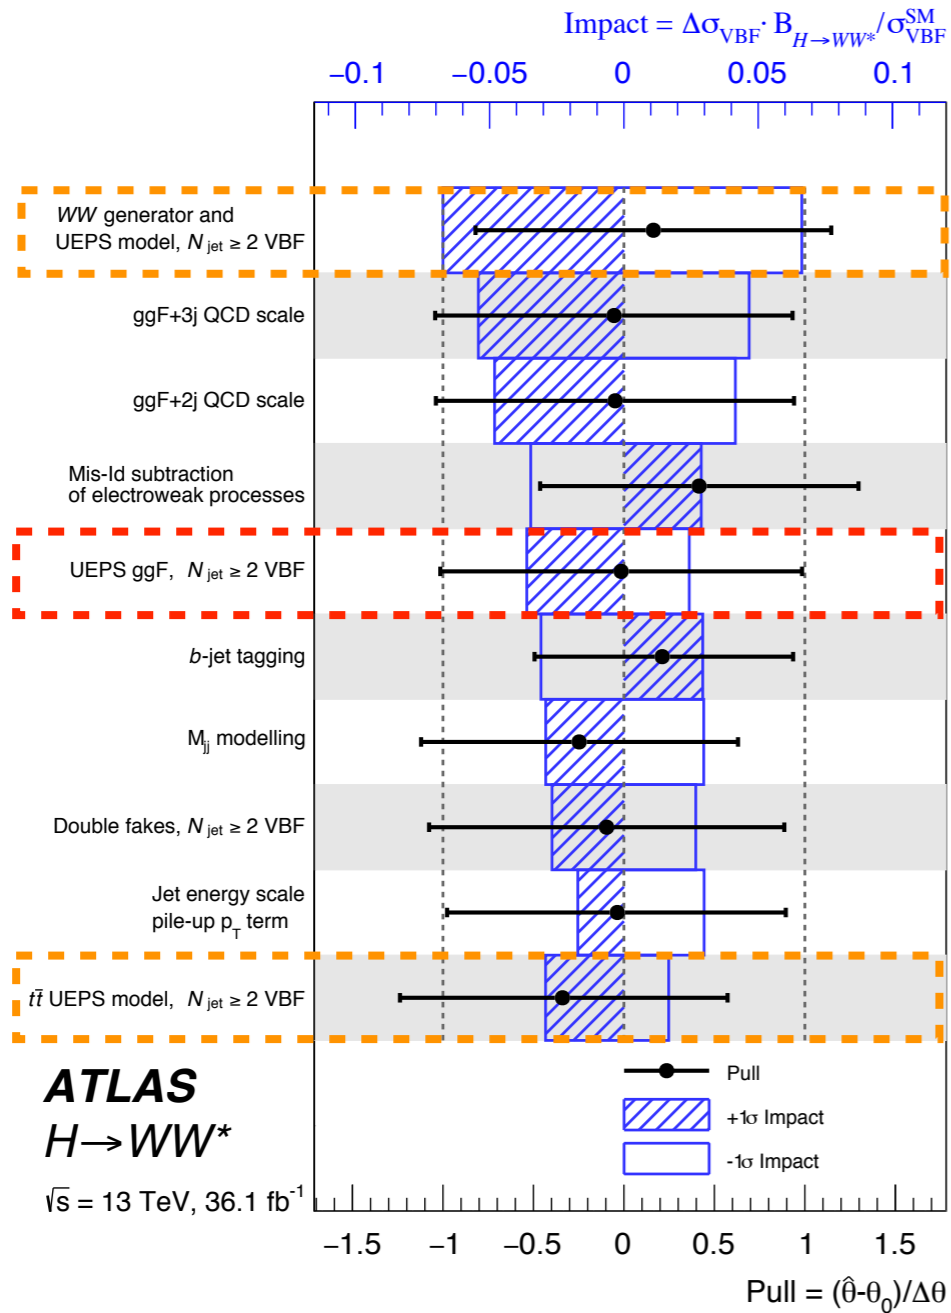 Impact = Δσ_VBF · B_H→WW*/σ^SM_VBF
−0.1 −0.05 0 0.05 0.1
WW generator and
UEPS model, N jet ≥ 2 VBF
ggF+3j QCD scale
ggF+2j QCD scale
Mis-Id subtraction
of electroweak processes
UEPS ggF, N jet ≥ 2 VBF
b-jet tagging
M_jj modelling
Double fakes, N jet ≥ 2 VBF
Jet energy scale
pile-up p_T term
tt̄ UEPS model, N jet ≥ 2 VBF
ATLAS
H→WW*
√s = 13 TeV, 36.1 fb⁻¹
Pull
+1σ Impact
-1σ Impact
−1.5 −1 −0.5 0 0.5 1 1.5
Pull = (θ̂-θ₀)/Δθ